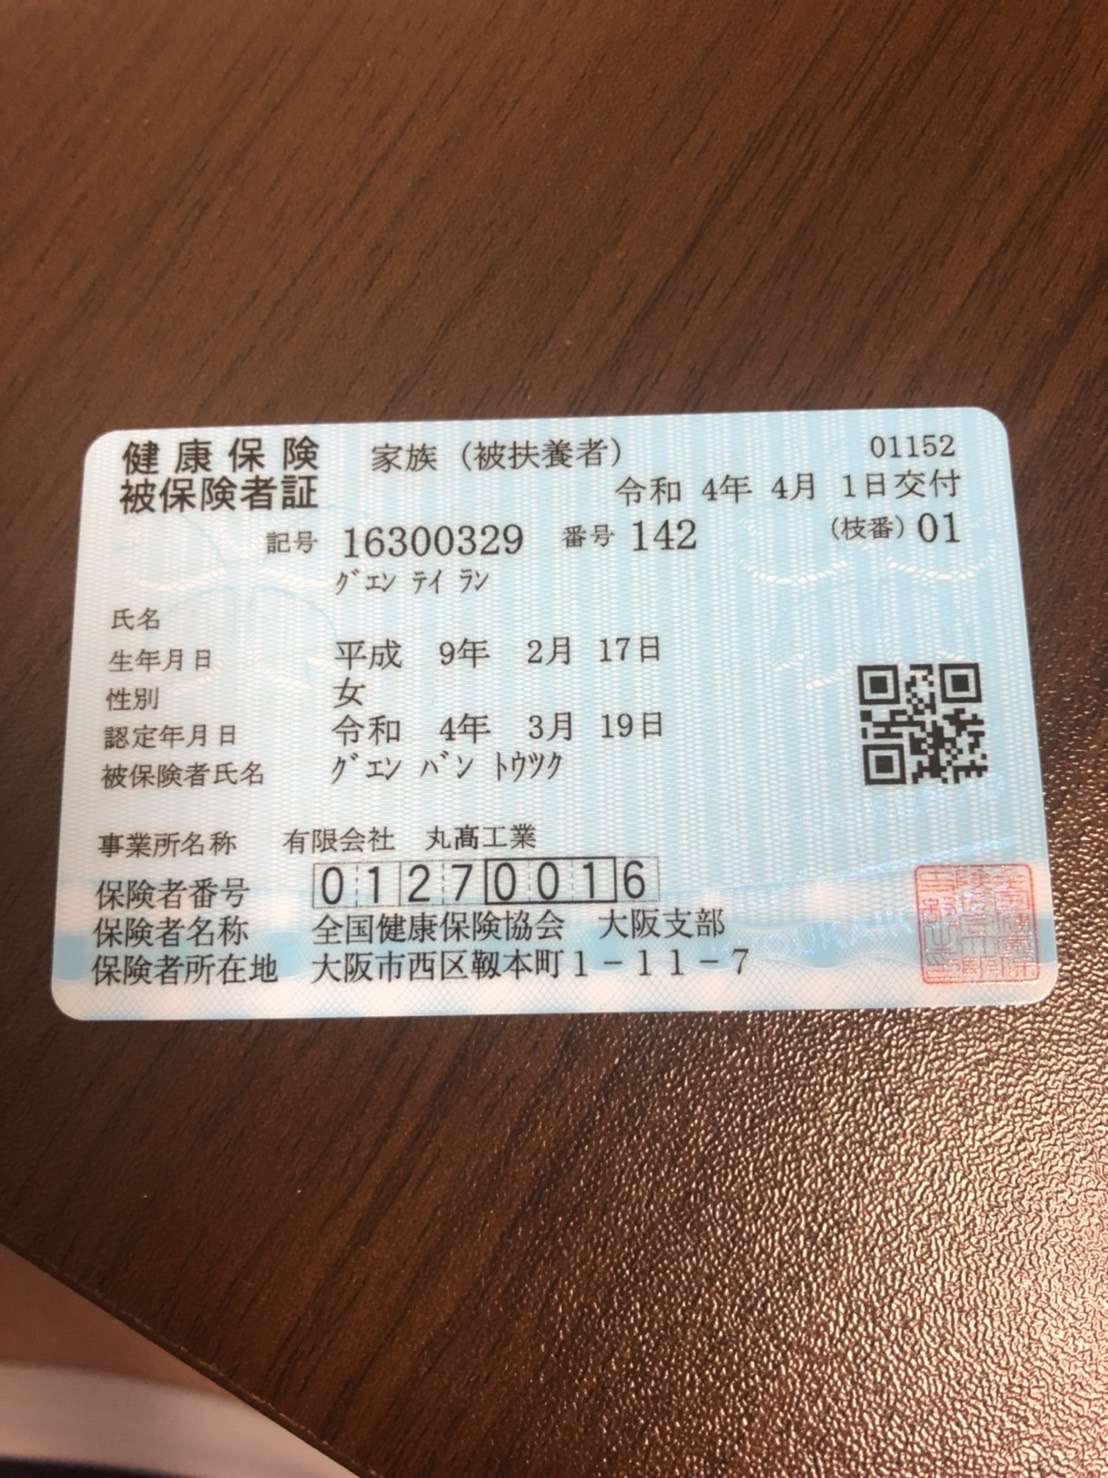 健康保険 家族（被扶養者） 01152
被保険者証 令和 4年 4月 1日交付
記号 16300329 番号 142 （枝番）01
ｸﾞｴﾝ ﾃｲ ﾗﾝ
氏名
生年月日 平成 9年 2月 17日
性別 女
認定年月日 令和 4年 3月 19日
被保険者氏名 ｸﾞｴﾝ ﾊﾞﾝ ﾄｳﾂｸ
事業所名称 有限会社 丸髙工業
保険者番号 01270016
保険者名称 全国健康保険協会 大阪支部
保険者所在地 大阪市西区靱本町１－１１－７